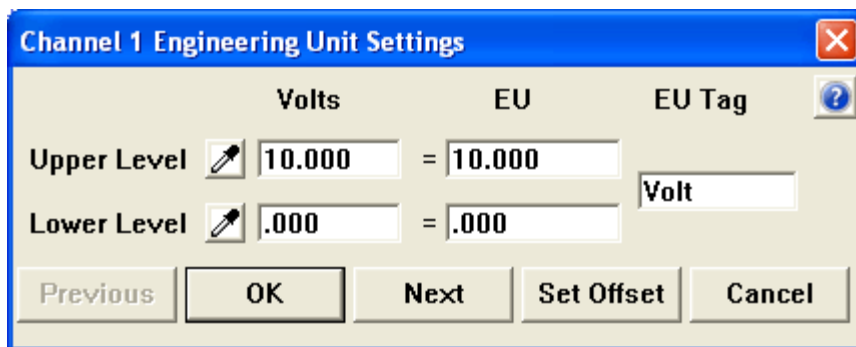 Channel 1 Engineering Unit Settings
Volts EU EU Tag
Upper Level 10.000 = 10.000
Volt
Lower Level .000 = .000
Previous OK Next Set Offset Cancel